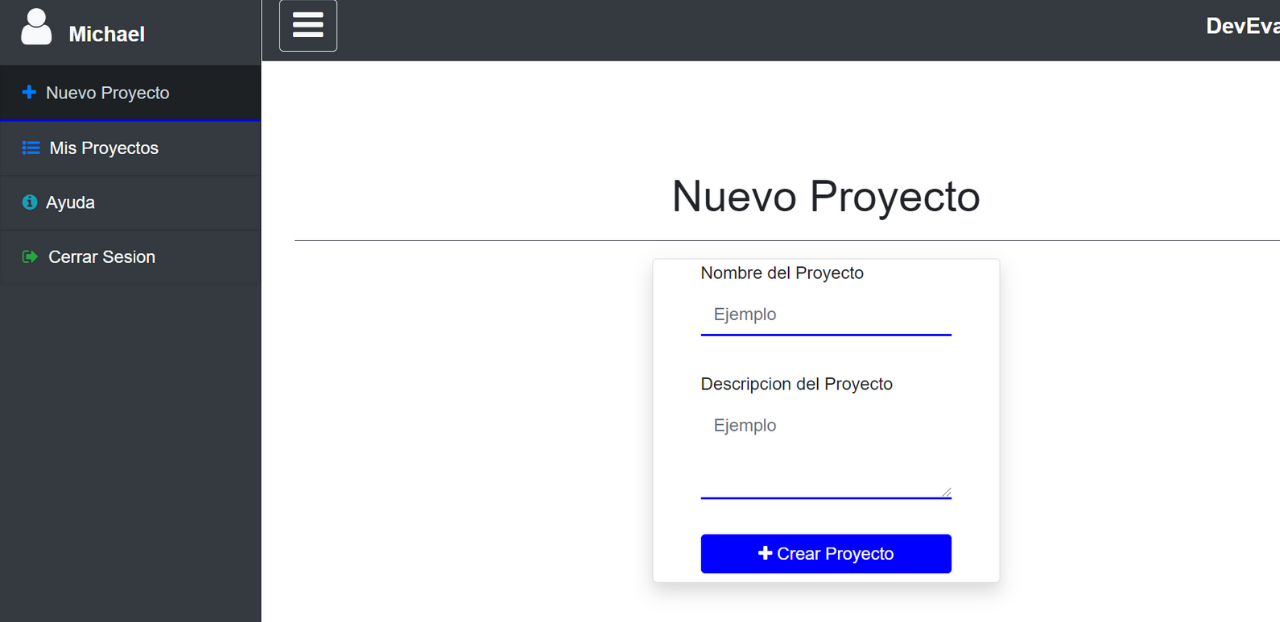 Michael
DevEva
Nuevo Proyecto
Mis Proyectos
Ayuda
Cerrar Sesion
Nuevo Proyecto
Nombre del Proyecto
Ejemplo
Descripcion del Proyecto
Ejemplo
Crear Proyecto